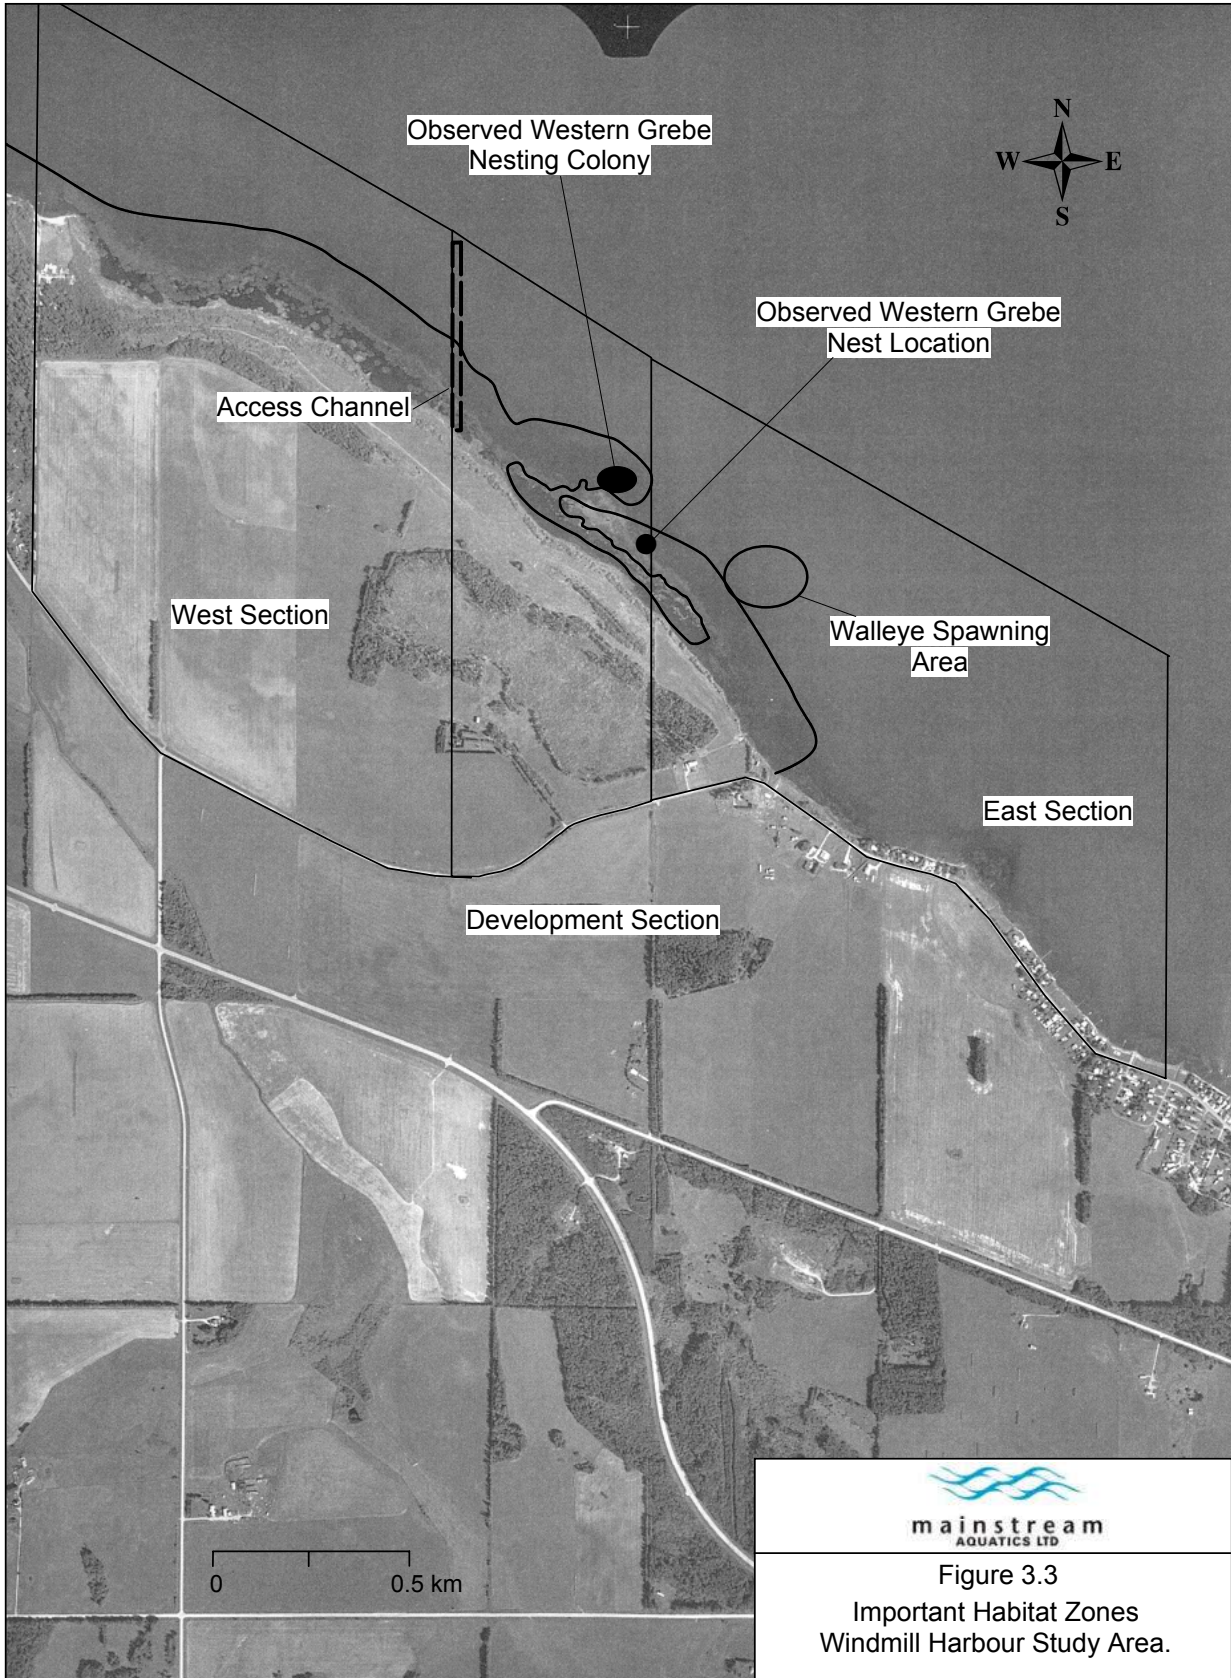 N
Observed Western Grebe
Nesting Colony
W E
S
Observed Western Grebe
Nest Location
Access Channel
West Section
Walleye Spawning
Area
East Section
Development Section
mainstream
AQUATICS LTD
0 0.5 km
Figure 3.3
Important Habitat Zones
Windmill Harbour Study Area.